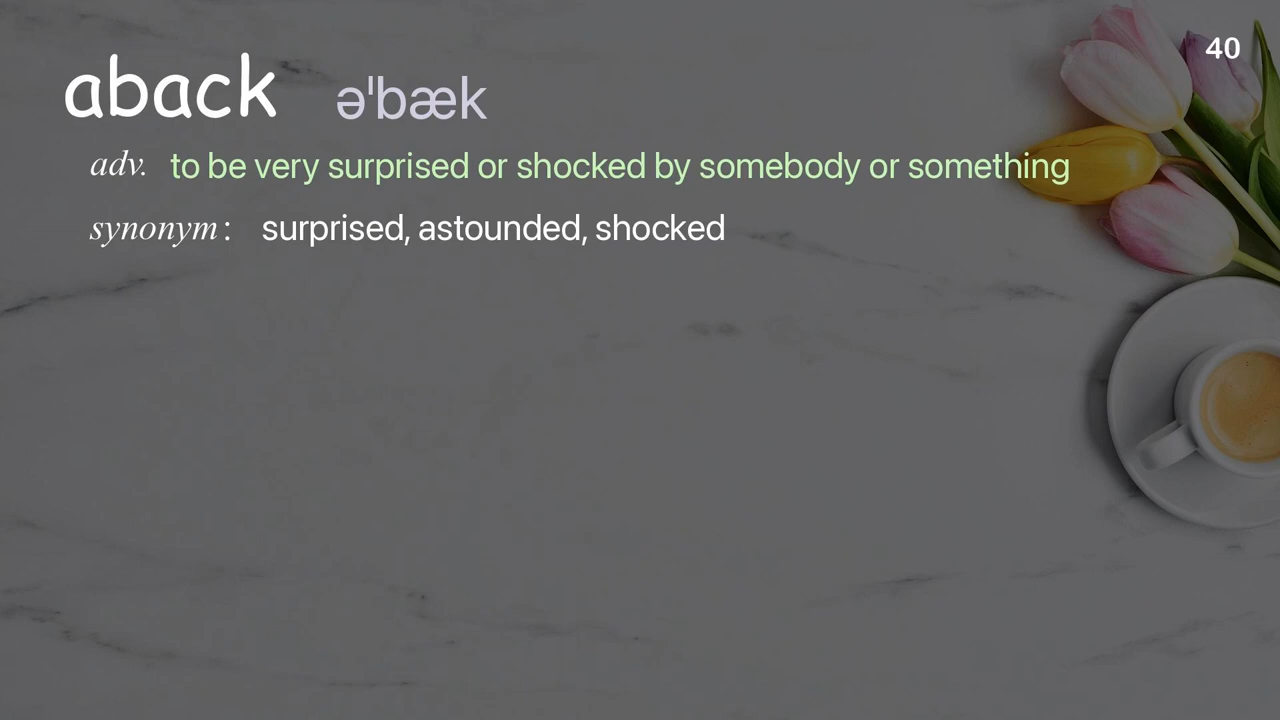 40
aback əˈbæk
adv. to be very surprised or shocked by somebody or something
synonym : surprised, astounded, shocked